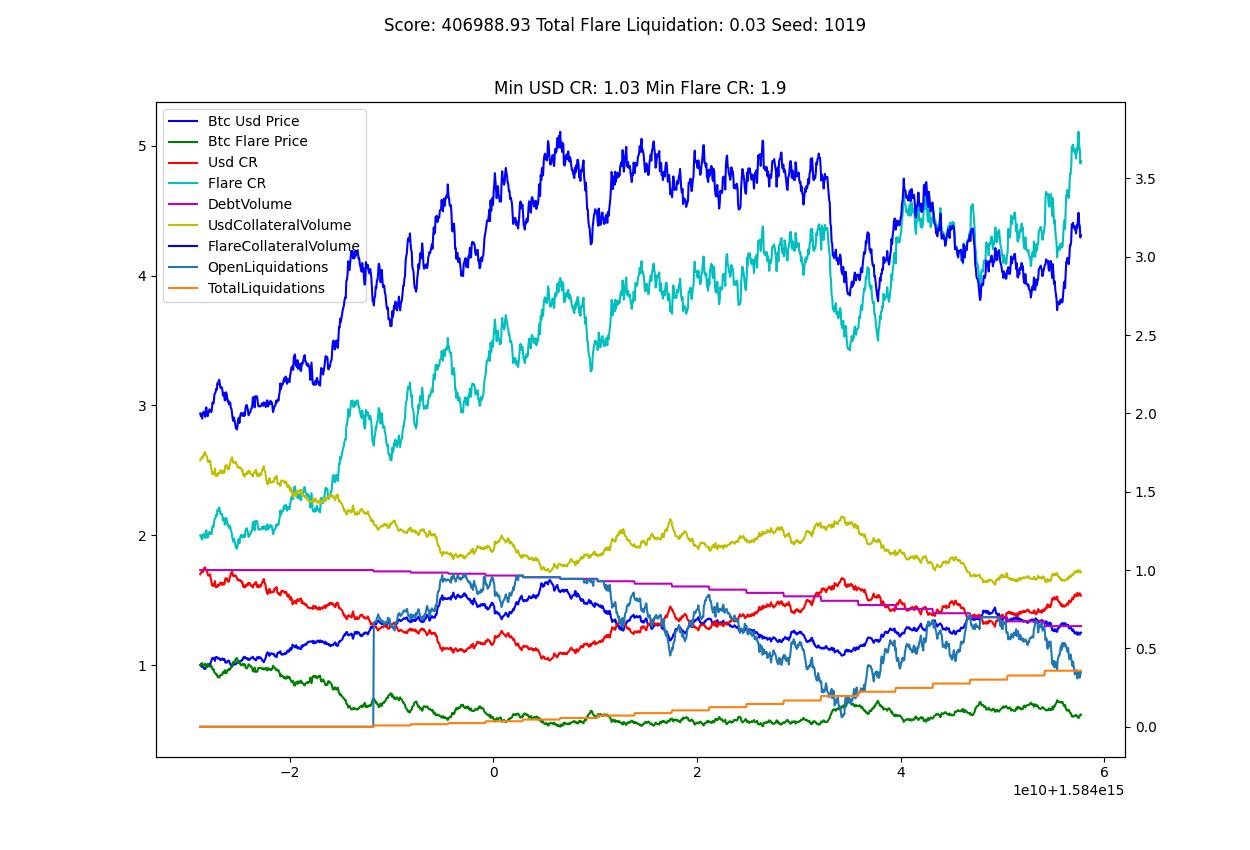 Score: 406988.93 Total Flare Liquidation: 0.03 Seed: 1019
Min USD CR: 1.03 Min Flare CR: 1.9
Btc Usd Price
Btc Flare Price
Usd CR
Flare CR
DebtVolume
UsdCollateralVolume
FlareCollateralVolume
OpenLiquidations
TotalLiquidations
5
4
3
2
1
3.5
3.0
2.5
2.0
1.5
1.0
0.5
0.0
−2 0 2 4 6
1e10+1.584e15